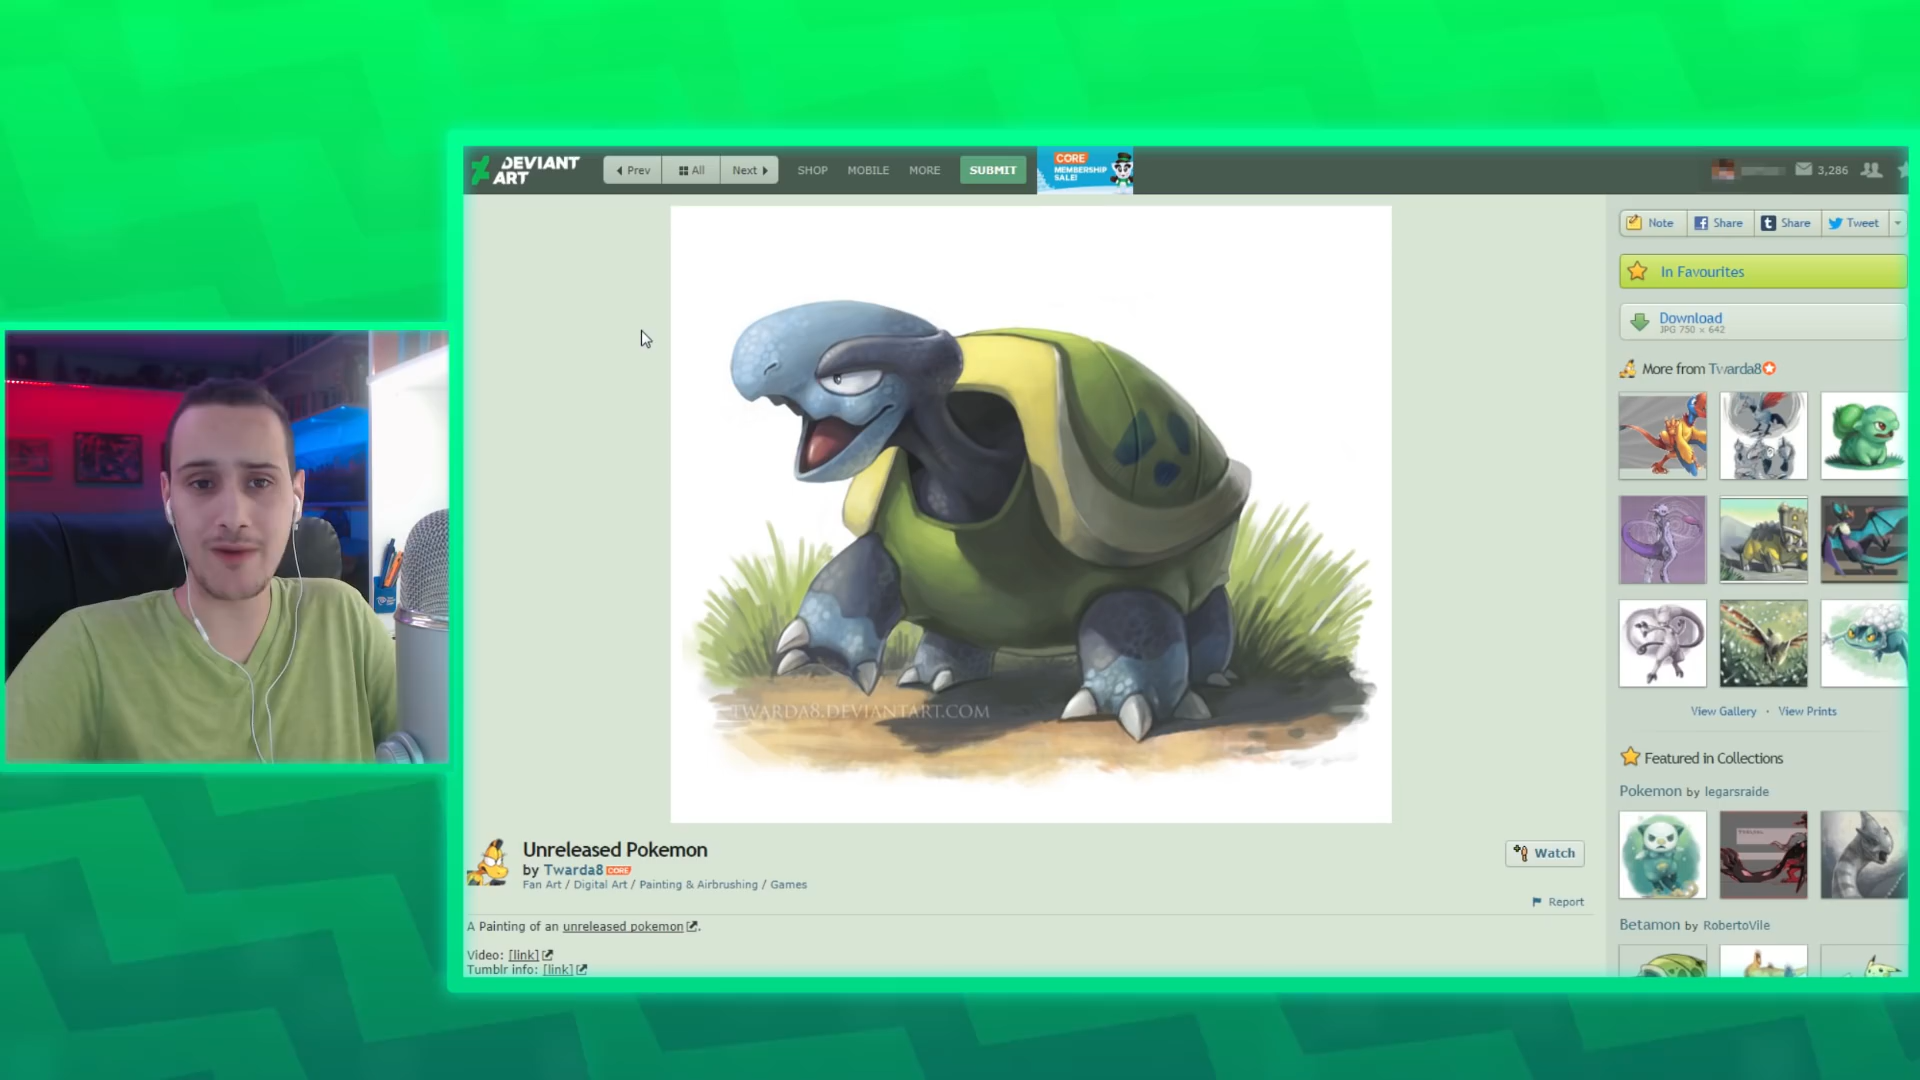 DEVIANT
ART
Prev
All
Next
SHOP
MOBILE
MORE
SUBMIT
CORE
MEMBERSHIP
SALE!
3,286
Note
Share
Share
Tweet
In Favourites
Download
JPG 750 × 642
More from Twarda8
TWARDA8.DEVIANTART.COM
View Gallery · View Prints
Featured in Collections
Pokemon by legarsraide
Unreleased Pokemon
by Twarda8 CORE
Fan Art / Digital Art / Painting & Airbrushing / Games
Watch
Report
A Painting of an unreleased pokemon.
Video: [link]
Tumblr info: [link]
Betamon by RobertoVile